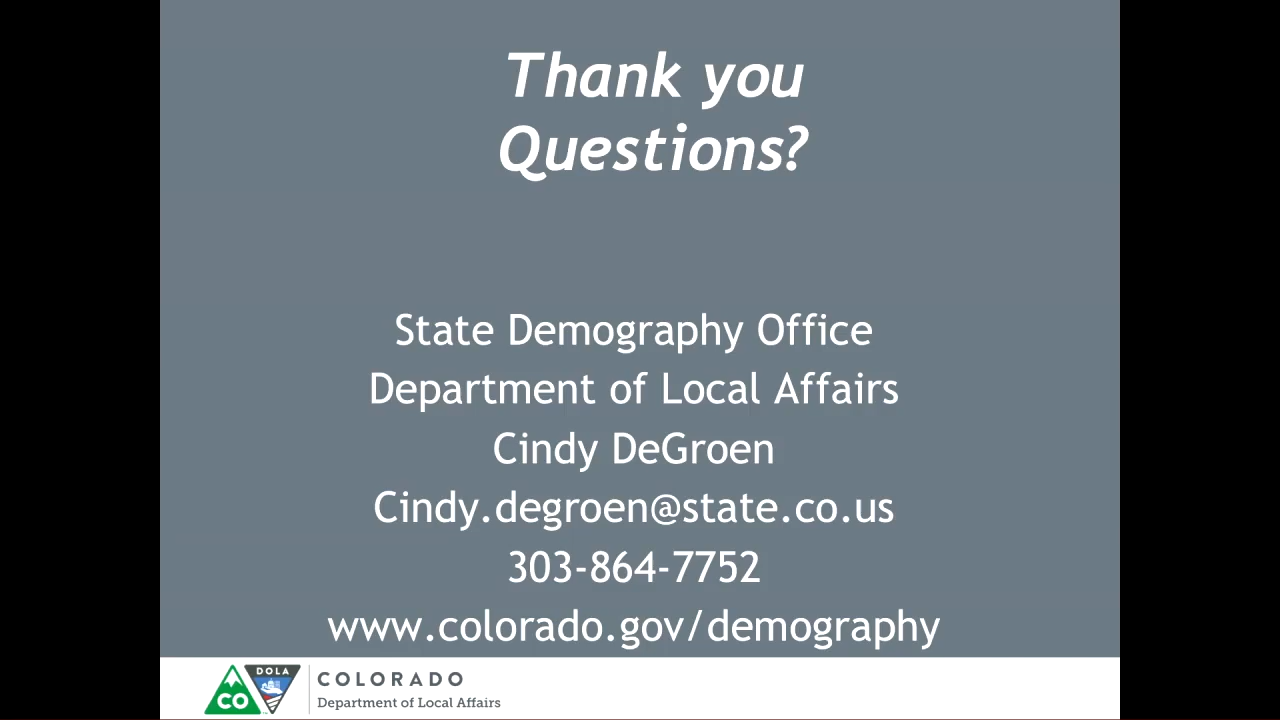 Thank you
Questions?
State Demography Office
Department of Local Affairs
Cindy DeGroen
Cindy.degroen@state.co.us
303-864-7752
www.colorado.gov/demography
CO
DOLA
COLORADO
Department of Local Affairs